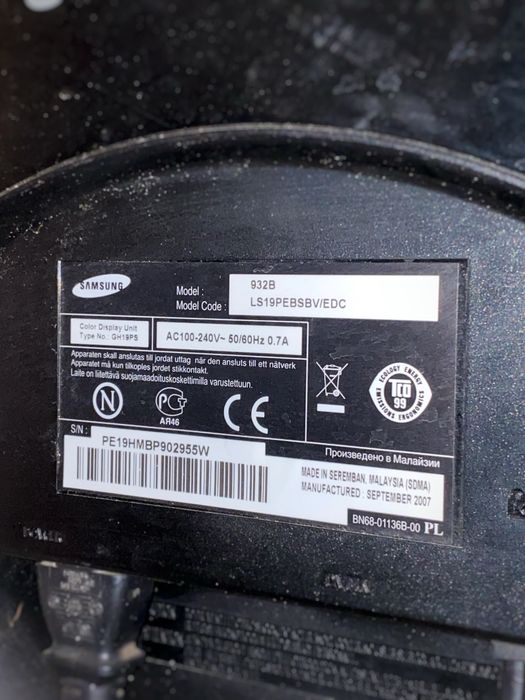 SAMSUNG
Model : 932B
Model Code : LS19PEBSBV/EDC
Color Display Unit
Type No.: GH19PS
AC100-240V~ 50/60Hz 0.7A
Apparaten skall anslutas till jordat uttag när den ansluts till ett nätverk
Apparatet må kun tilkoples jordet stikkontakt.
Laite on liitettävä suojamaadoituskoskettimilla varustettuun.
N
PG
АЯ46
CE
ECOLOGY ENERGY
TCO
99
EMISSIONS ERGONOMICS
S/N :
PE19HMBP902955W
Произведено в Малайзии
MADE IN SEREMBAN, MALAYSIA (SDMA)
MANUFACTURED : SEPTEMBER 2007
BN68-01136B-00 PL
POWER